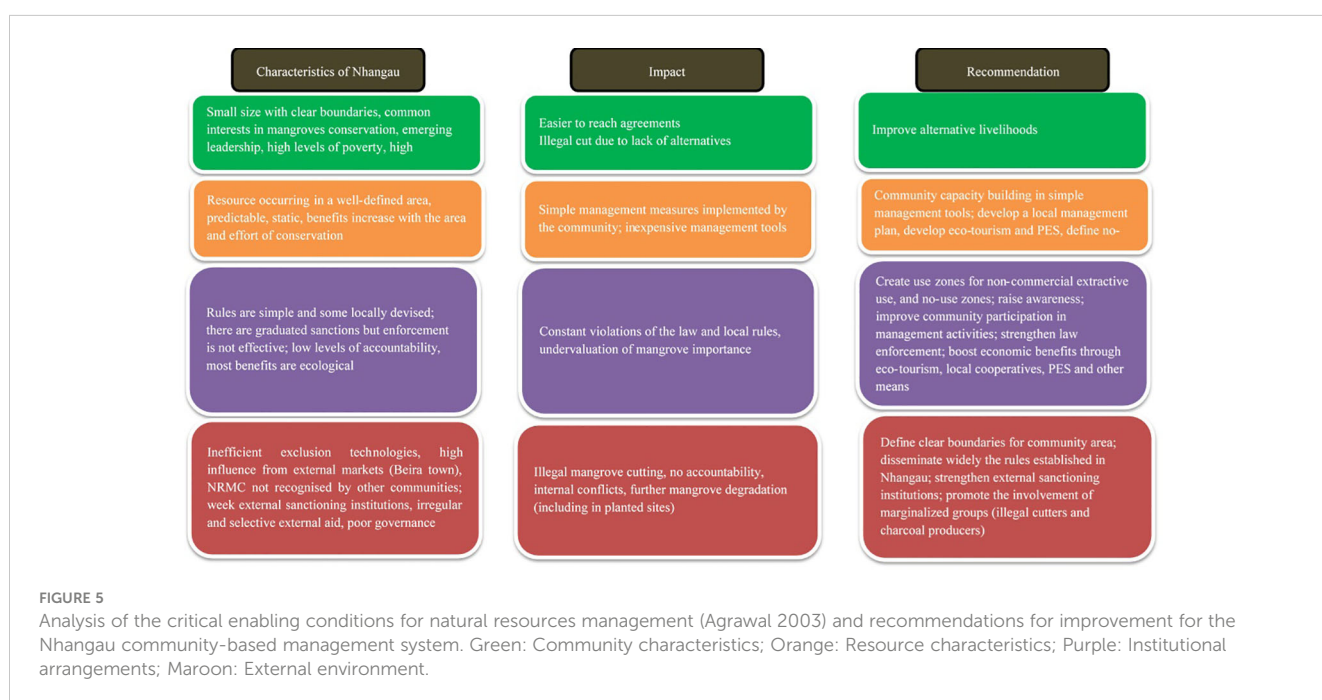 Characteristics of Nhangau
Impact
Recommendation
Small size with clear boundaries, common
interests in mangroves conservation, emerging
leadership, high levels of poverty, high
Easier to reach agreements
Illegal cut due to lack of alternatives
Improve alternative livelihoods
Resource occurring in a well-defined area,
predictable, static, benefits increase with the area
and effort of conservation
Simple management measures implemented by
the community; inexpensive management tools
Community capacity building in simple
management tools; develop a local management
plan, develop eco-tourism and PES, define no-
Rules are simple and some locally devised;
there are graduated sanctions but enforcement
is not effective; low levels of accountability,
most benefits are ecological
Constant violations of the law and local rules,
undervaluation of mangrove importance
Create use zones for non-commercial extractive
use, and no-use zones; raise awareness;
improve community participation in
management activities; strengthen law
enforcement; boost economic benefits through
eco-tourism, local cooperatives, PES and other
means
Inefficient exclusion technologies, high
influence from external markets (Beira town),
NRMC not recognised by other communities;
week external sanctioning institutions, irregular
and selective external aid, poor governance
Illegal mangrove cutting, no accountability,
internal conflicts, further mangrove degradation
(including in planted sites)
Define clear boundaries for community area;
disseminate widely the rules established in
Nhangau; strengthen external sanctioning
institutions; promote the involvement of
marginalized groups (illegal cutters and
charcoal producers)
FIGURE 5
Analysis of the critical enabling conditions for natural resources management (Agrawal 2003) and recommendations for improvement for the
Nhangau community-based management system. Green: Community characteristics; Orange: Resource characteristics; Purple: Institutional
arrangements; Maroon: External environment.